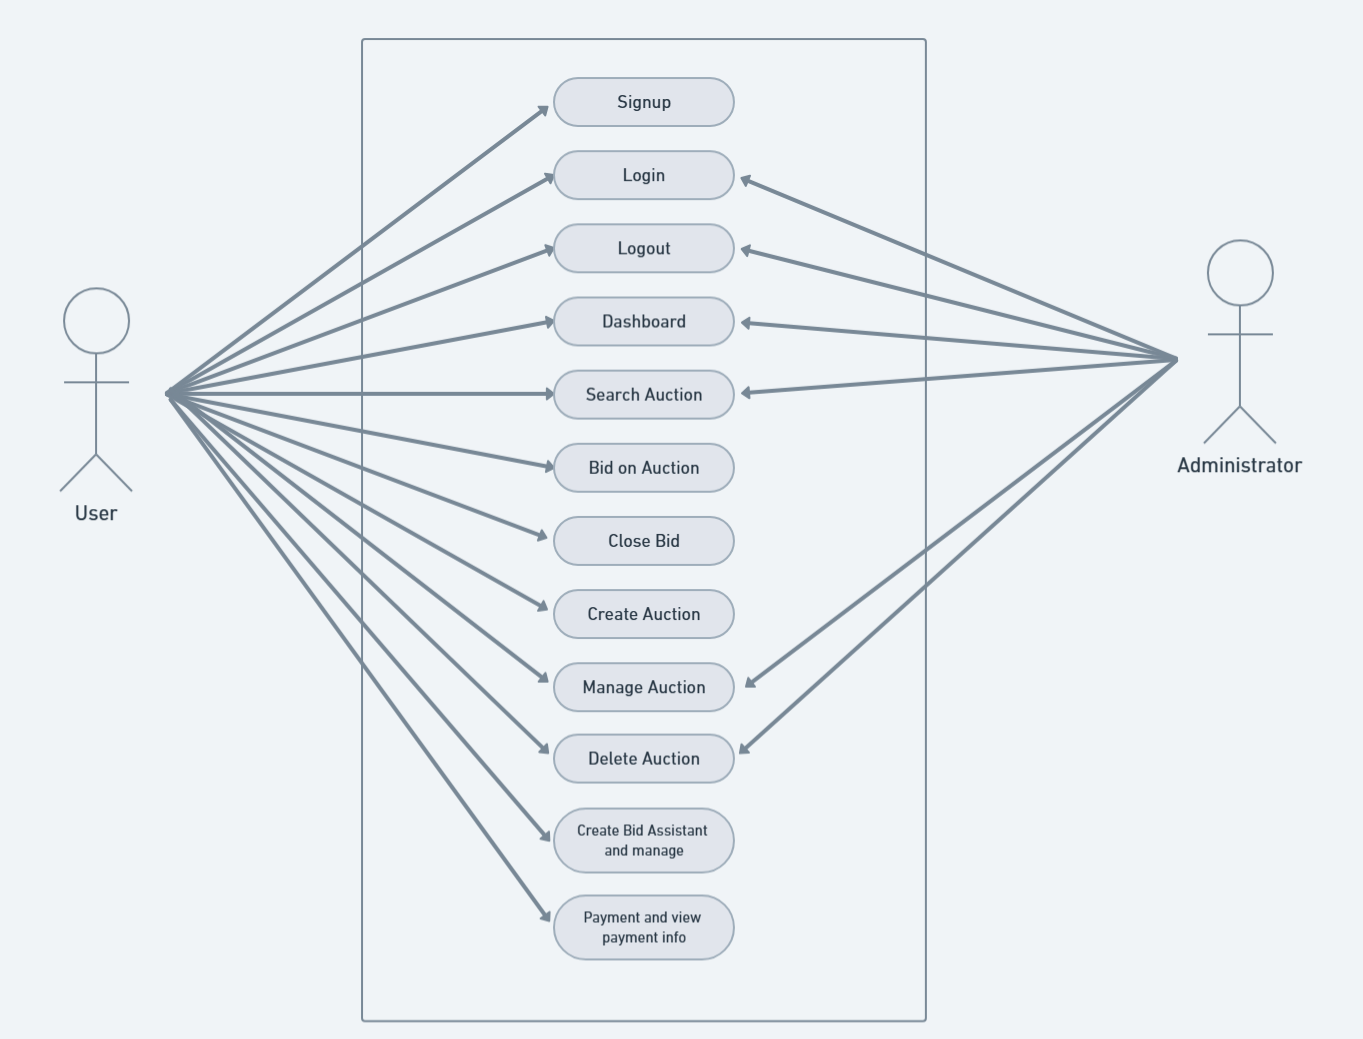 Signup
Login
Logout
Dashboard
Search Auction
Bid on Auction
Close Bid
Create Auction
Manage Auction
Delete Auction
Create Bid Assistant
and manage
Payment and view
payment info
User
Administrator